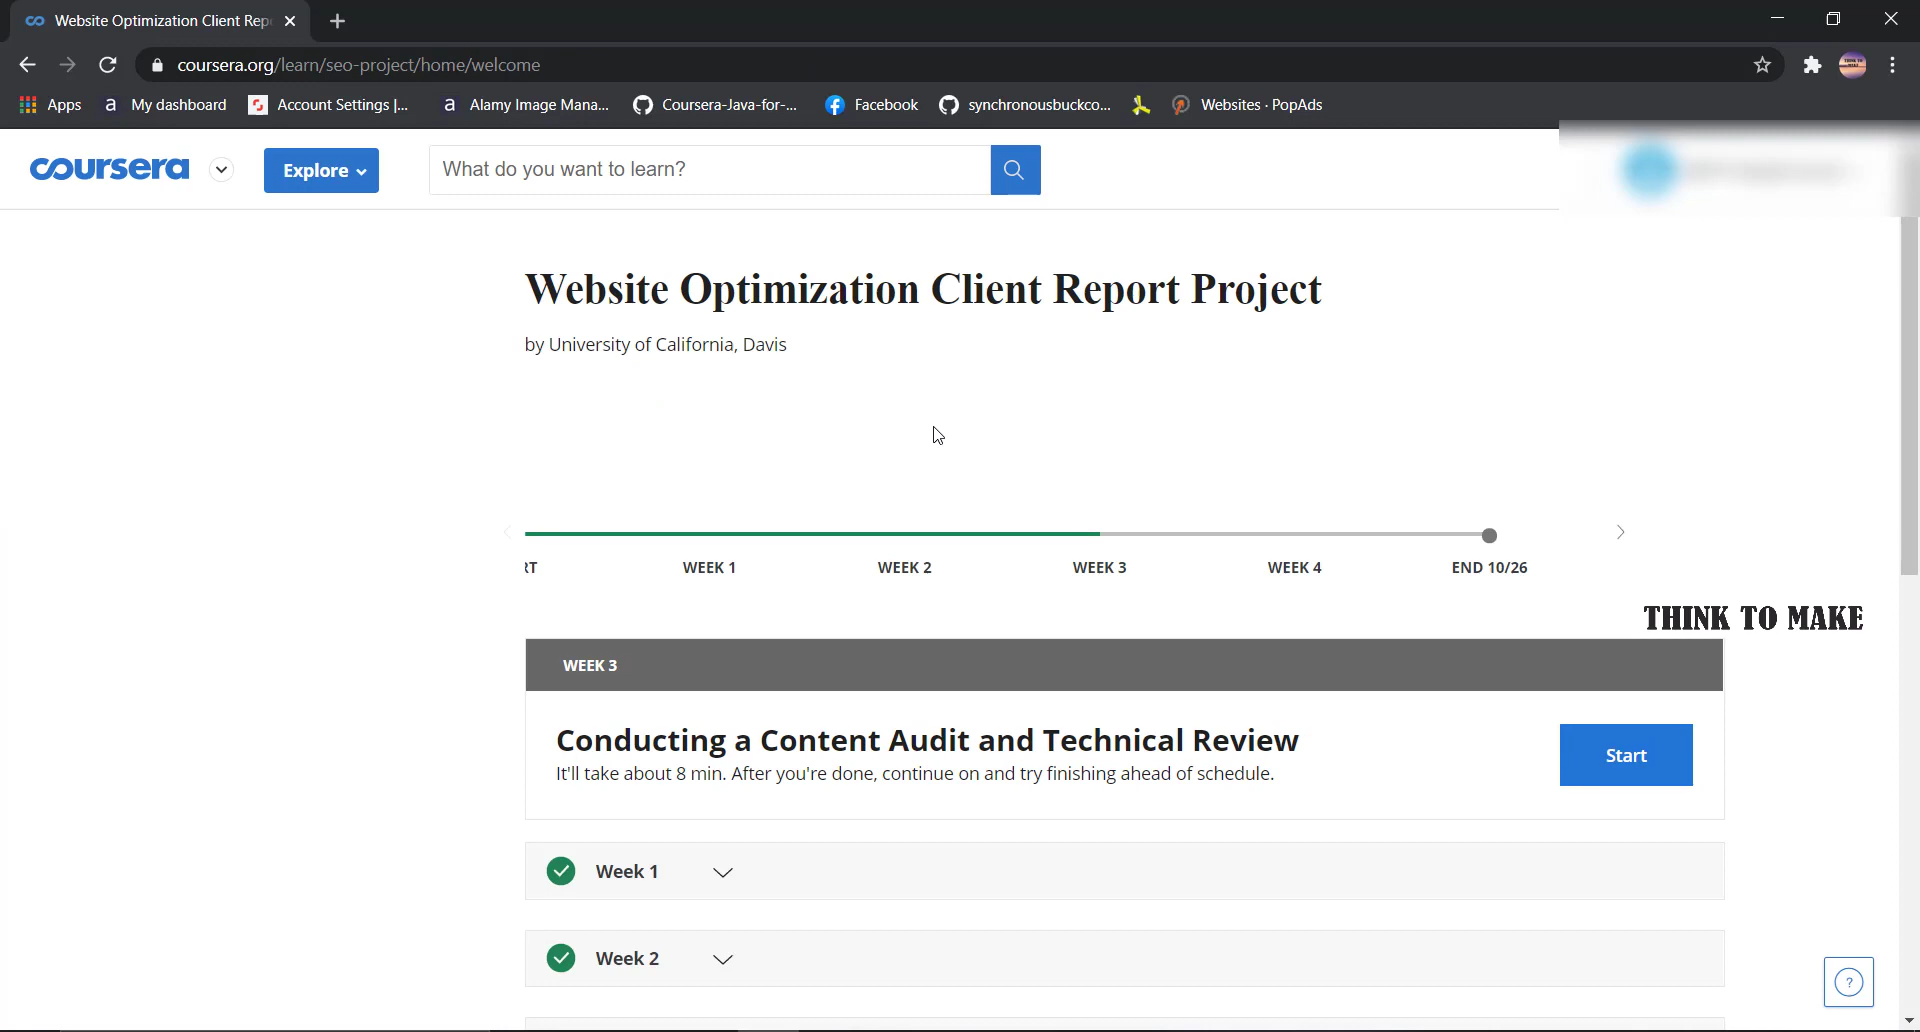 Website Optimization Client Rep
coursera.org/learn/seo-project/home/welcome
Apps
a My dashboard
Account Settings |...
a Alamy Image Mana...
Coursera-Java-for-...
Facebook
synchronousbuckco...
Websites · PopAds
coursera
Explore
What do you want to learn?
Website Optimization Client Report Project
by University of California, Davis
RT
WEEK 1
WEEK 2
WEEK 3
WEEK 4
END 10/26
THINK TO MAKE
WEEK 3
Conducting a Content Audit and Technical Review
It'll take about 8 min. After you're done, continue on and try finishing ahead of schedule.
Start
Week 1
Week 2
?